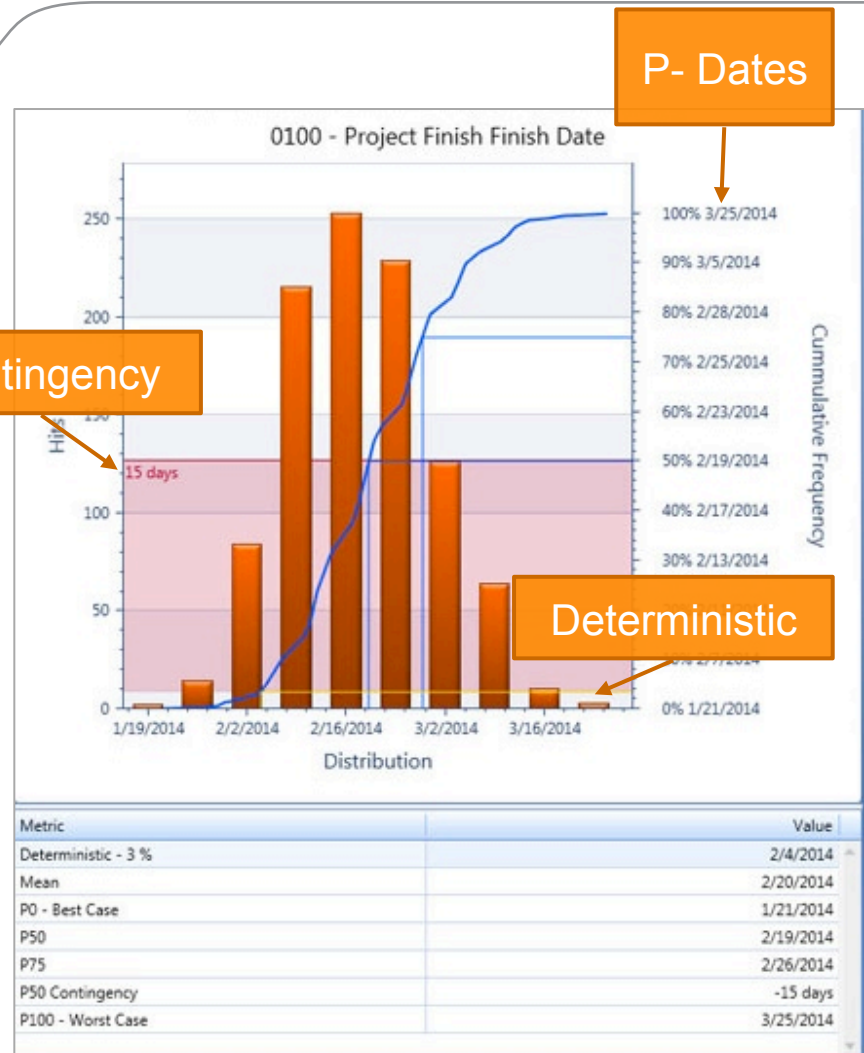 P- Dates
0100 - Project Finish Finish Date
250
200
100
50
0
Hits
15 days
tingency
100% 3/25/2014
90% 3/5/2014
80% 2/28/2014
70% 2/25/2014
60% 2/23/2014
50% 2/19/2014
40% 2/17/2014
30% 2/13/2014
10% 2/7/2014
0% 1/21/2014
Cummulative Frequency
Deterministic
1/19/2014 2/2/2014 2/16/2014 3/2/2014 3/16/2014
Distribution
Metric Value
Deterministic - 3 % 2/4/2014
Mean 2/20/2014
P0 - Best Case 1/21/2014
P50 2/19/2014
P75 2/26/2014
P50 Contingency -15 days
P100 - Worst Case 3/25/2014